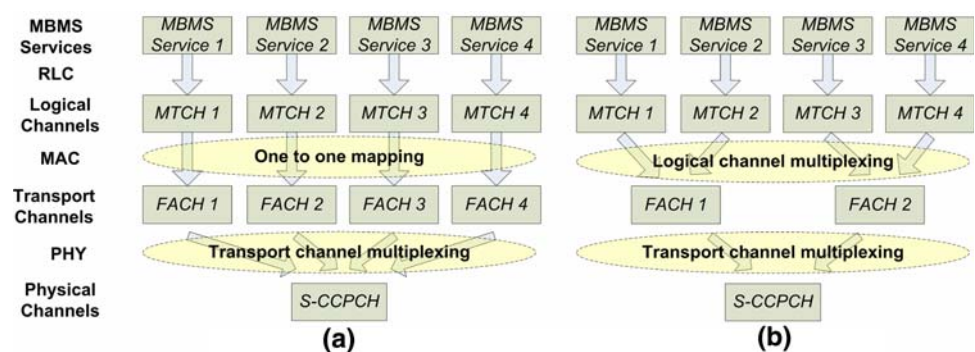 MBMS Services
MBMS Service 1 MBMS Service 2 MBMS Service 3 MBMS Service 4 MBMS Service 1 MBMS Service 2 MBMS Service 3 MBMS Service 4
RLC
Logical Channels
MTCH 1 MTCH 2 MTCH 3 MTCH 4 MTCH 1 MTCH 2 MTCH 3 MTCH 4
MAC
One to one mapping Logical channel multiplexing
Transport Channels
FACH 1 FACH 2 FACH 3 FACH 4 FACH 1 FACH 2
PHY
Transport channel multiplexing Transport channel multiplexing
Physical Channels
S-CCPCH S-CCPCH
(a) (b)